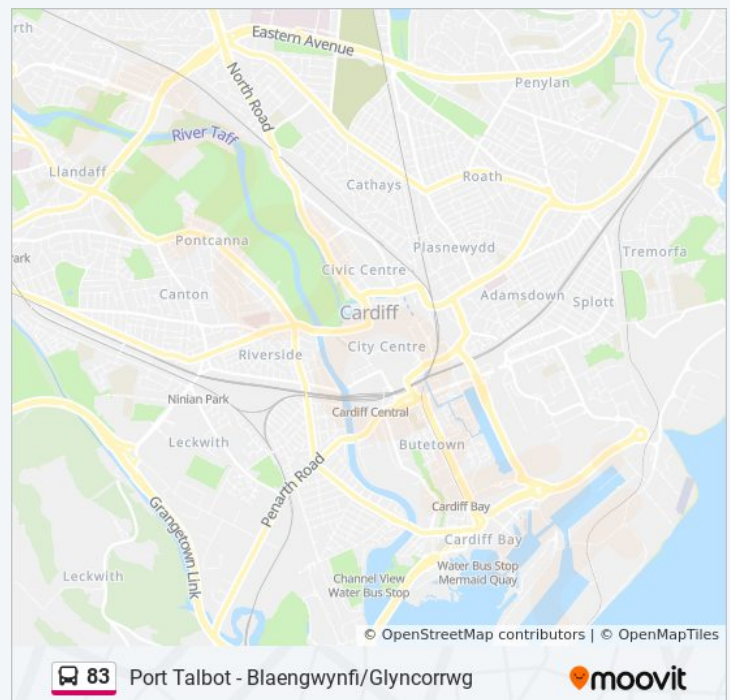 rth
Eastern Avenue
Penylan
North Road
River Taff
Llandaff
Cathays
Roath
Pontcanna
Plasnewydd
Civic Centre
Tremorfa
ark
Canton
Adamsdown
Splott
Cardiff
City Centre
Riverside
Ninian Park
Cardiff Central
Leckwith
Butetown
Penarth Road
Grangetown Link
Cardiff Bay
Cardiff Bay
Leckwith
Channel View
Water Bus Stop
Water Bus Stop
Mermaid Quay
© OpenStreetMap contributors | © OpenMapTiles
83 Port Talbot - Blaengwynfi/Glyncorrwg
moovit